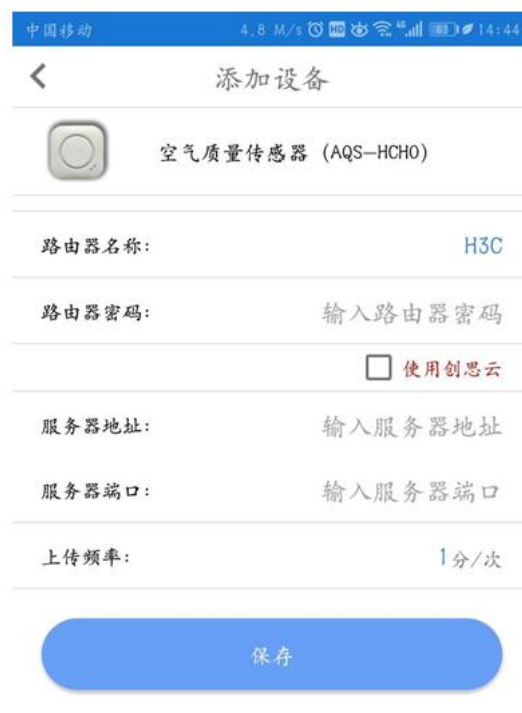 中国移动 4.8 M/s HD 46 63 14:44
添加设备
空气质量传感器 (AQS-HCHO)
路由器名称: H3C
路由器密码: 输入路由器密码
使用创思云
服务器地址: 输入服务器地址
服务器端口: 输入服务器端口
上传频率: 1分/次
保存